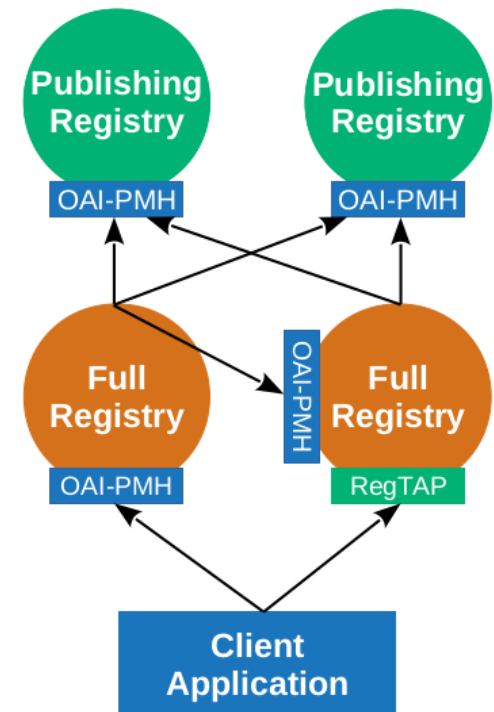 Publishing
Registry
OAI-PMH
Publishing
Registry
OAI-PMH
Full
Registry
OAI-PMH
OAI-PMH
Full
Registry
RegTAP
Client
Application